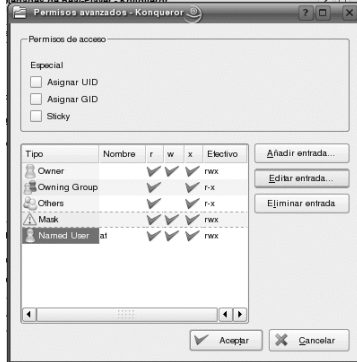 Permisos avanzados - Konqueror
Permisos de acceso
Especial
Asignar UID
Asignar GID
Sticky
Tipo Nombre r w x Efectivo
Owner rwx
Owning Group r-x
Others r-x
Mask rwx
Named User at rwx
Añadir entrada...
Editar entrada...
Eliminar entrada
Aceptar Cancelar